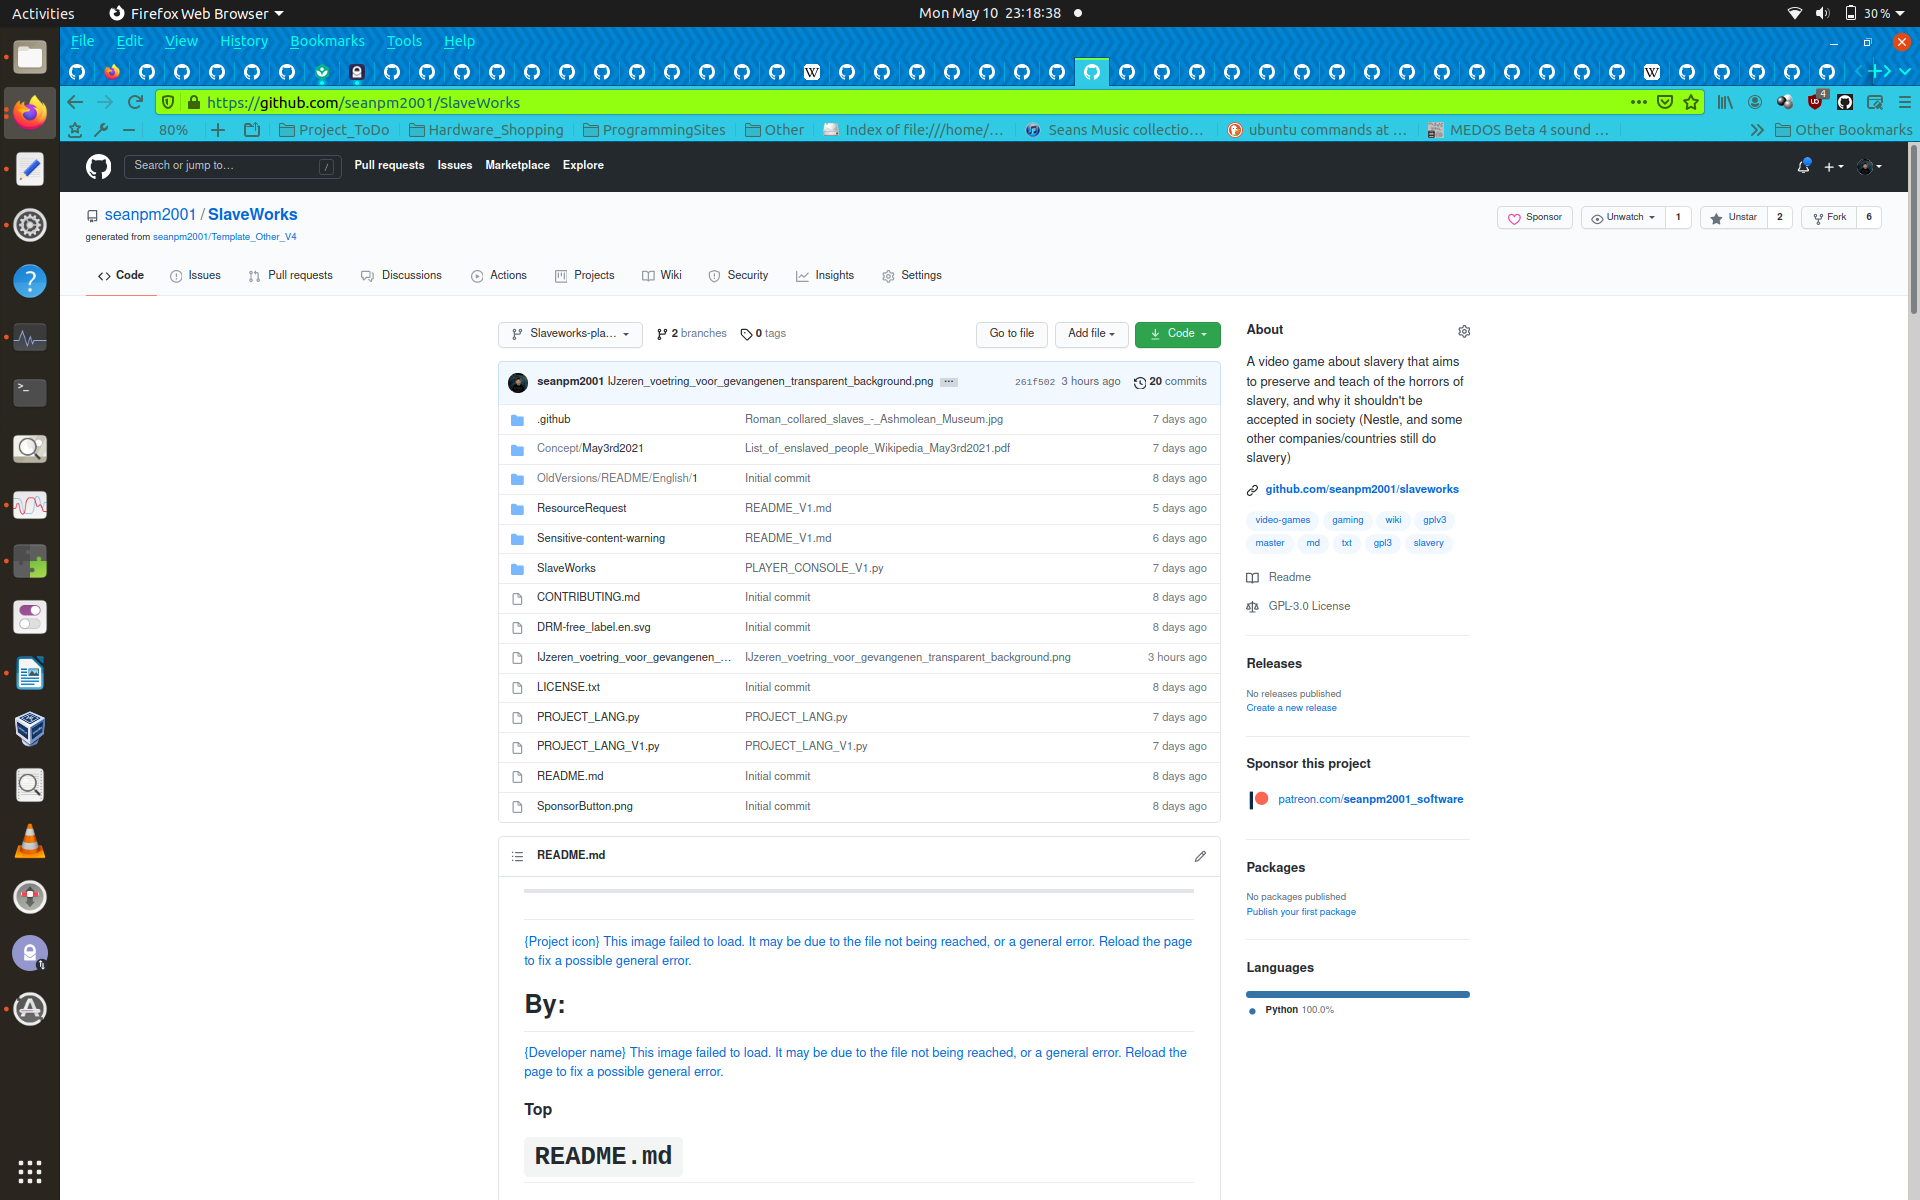 Activities
Firefox Web Browser
Mon May 10 23:18:38
30 %
File Edit View History Bookmarks Tools Help
https://github.com/seanpm2001/SlaveWorks
4
80%
Project_ToDo
Hardware_Shopping
ProgrammingSites
Other
Index of file:///home/...
Seans Music collectio...
ubuntu commands at ...
MEDOS Beta 4 sound ...
Other Bookmarks
Search or jump to...
/
Pull requests Issues Marketplace Explore
seanpm2001 / SlaveWorks
generated from seanpm2001/Template_Other_V4
Sponsor
Unwatch 1
Unstar 2
Fork 6
Code
Issues
Pull requests
Discussions
Actions
Projects
Wiki
Security
Insights
Settings
Slaveworks-pla...
2 branches
0 tags
Go to file
Add file
Code
seanpm2001 IJzeren_voetring_voor_gevangenen_transparent_background.png ...
261f502 3 hours ago
20 commits
.github Roman_collared_slaves_-_Ashmolean_Museum.jpg 7 days ago
Concept/May3rd2021 List_of_enslaved_people_Wikipedia_May3rd2021.pdf 7 days ago
OldVersions/README/English/1 Initial commit 8 days ago
ResourceRequest README_V1.md 5 days ago
Sensitive-content-warning README_V1.md 6 days ago
SlaveWorks PLAYER_CONSOLE_V1.py 7 days ago
CONTRIBUTING.md Initial commit 8 days ago
DRM-free_label.en.svg Initial commit 8 days ago
IJzeren_voetring_voor_gevangenen_... IJzeren_voetring_voor_gevangenen_transparent_background.png 3 hours ago
LICENSE.txt Initial commit 8 days ago
PROJECT_LANG.py PROJECT_LANG.py 7 days ago
PROJECT_LANG_V1.py PROJECT_LANG_V1.py 7 days ago
README.md Initial commit 8 days ago
SponsorButton.png Initial commit 8 days ago
README.md
{Project icon} This image failed to load. It may be due to the file not being reached, or a general error. Reload the page
to fix a possible general error.
By:
{Developer name} This image failed to load. It may be due to the file not being reached, or a general error. Reload the
page to fix a possible general error.
Top
README.md
About
A video game about slavery that aims
to preserve and teach of the horrors of
slavery, and why it shouldn't be
accepted in society (Nestle, and some
other companies/countries still do
slavery)
github.com/seanpm2001/slaveworks
video-games gaming wiki gplv3
master md txt gpl3 slavery
Readme
GPL-3.0 License
Releases
No releases published
Create a new release
Sponsor this project
patreon.com/seanpm2001_software
Packages
No packages published
Publish your first package
Languages
Python 100.0%